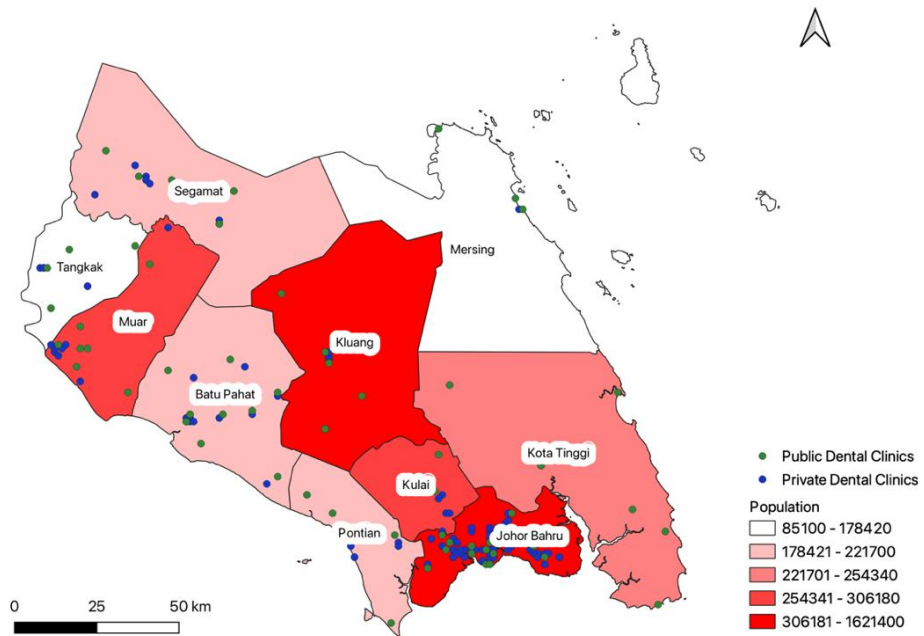 Segamat
Mersing
Tangkak
Muar
Kluang
Batu Pahat
Kota Tinggi
Kulai
Pontian
Johor Bahru
Public Dental Clinics
Private Dental Clinics
Population
85100 - 178420
178421 - 221700
221701 - 254340
254341 - 306180
306181 - 1621400
0 25 50 km